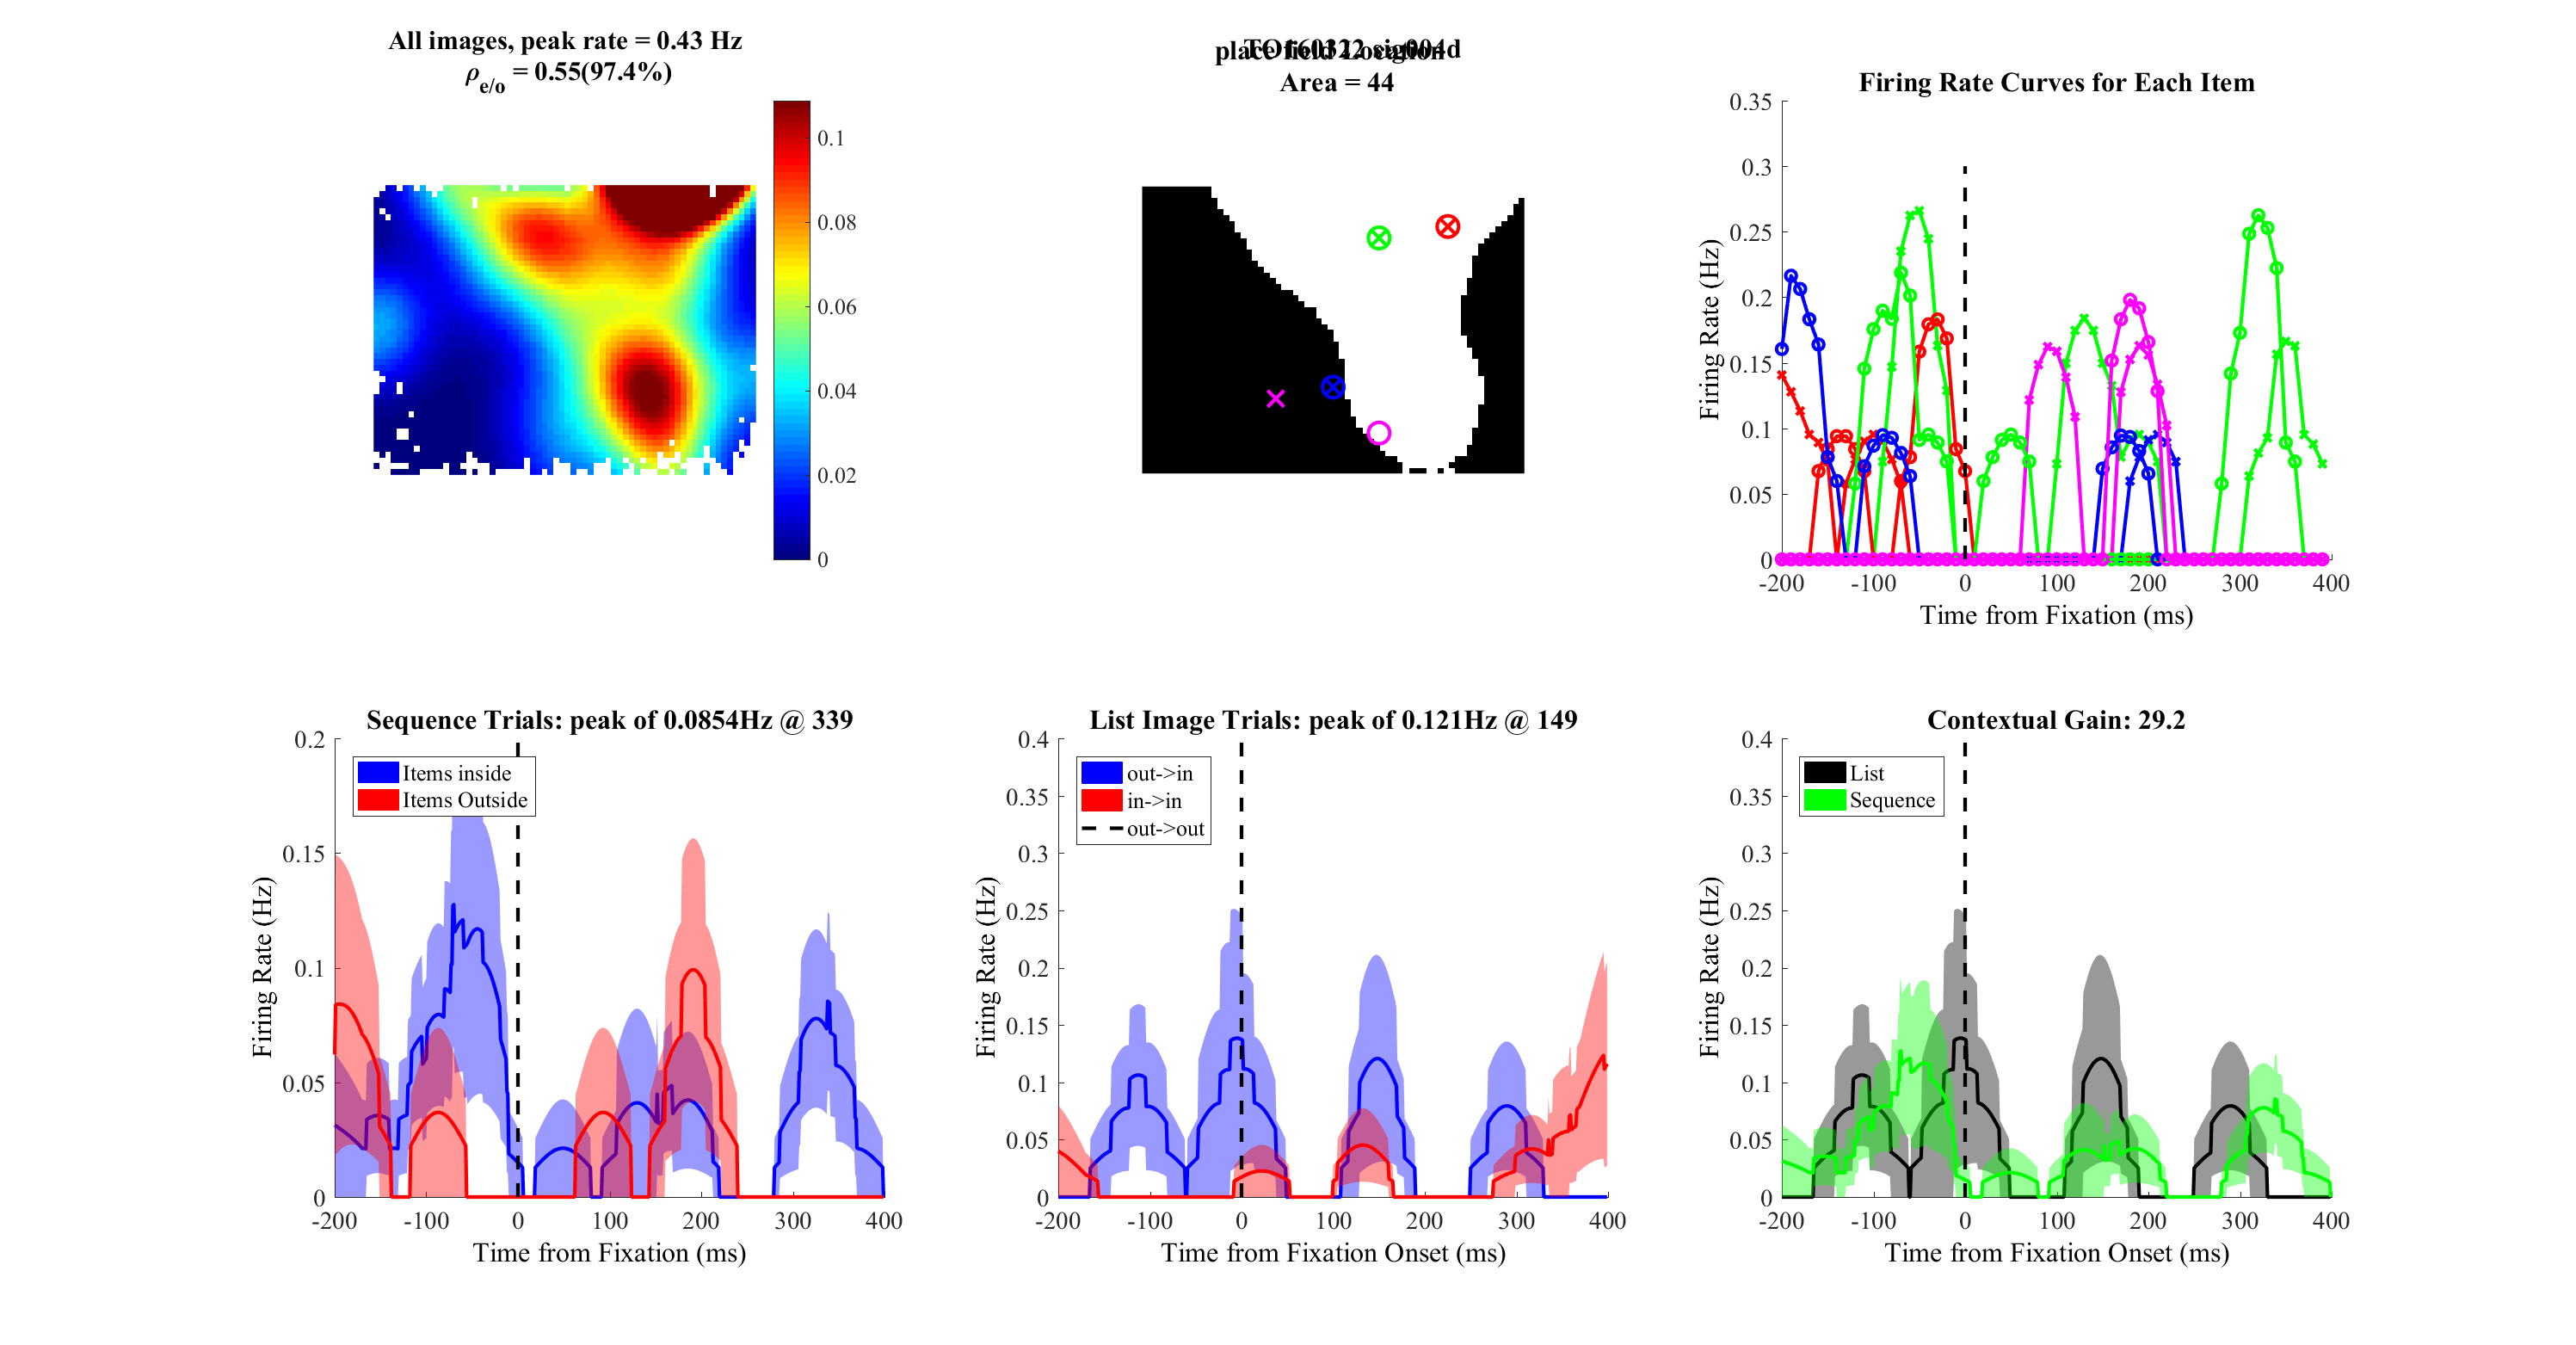 All images, peak rate = 0.43 Hz
ρe/o = 0.55(97.4%)
0.1
0.08
0.06
0.04
0.02
0
place field Location
Area = 44
Firing Rate Curves for Each Item
0.35
0.3
0.25
0.2
0.15
0.1
0.05
0
Firing Rate (Hz)
-200 -100 0 100 200 300 400
Time from Fixation (ms)
Sequence Trials: peak of 0.0854Hz @ 339
0.2
0.15
0.1
0.05
0
Firing Rate (Hz)
Items inside
Items Outside
-200 -100 0 100 200 300 400
Time from Fixation (ms)
List Image Trials: peak of 0.121Hz @ 149
0.4
0.35
0.3
0.25
0.2
0.15
0.1
0.05
0
Firing Rate (Hz)
out->in
in->in
out->out
-200 -100 0 100 200 300 400
Time from Fixation Onset (ms)
Contextual Gain: 29.2
0.4
0.35
0.3
0.25
0.2
0.15
0.1
0.05
0
Firing Rate (Hz)
List
Sequence
-200 -100 0 100 200 300 400
Time from Fixation Onset (ms)